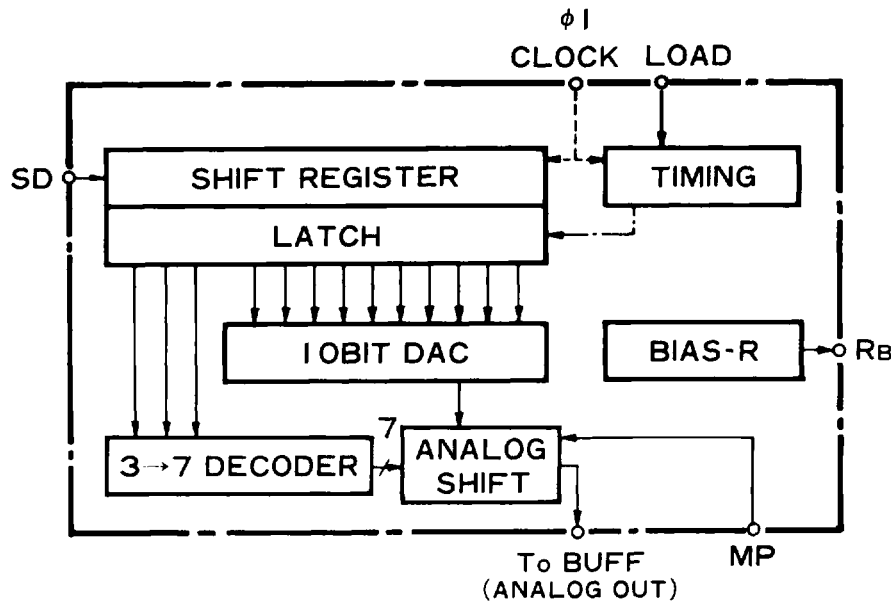 φ1
CLOCK LOAD
SD
SHIFT REGISTER
TIMING
LATCH
10BIT DAC
BIAS-R
RB
7
3→7 DECODER
ANALOG
SHIFT
To BUFF
(ANALOG OUT)
MP